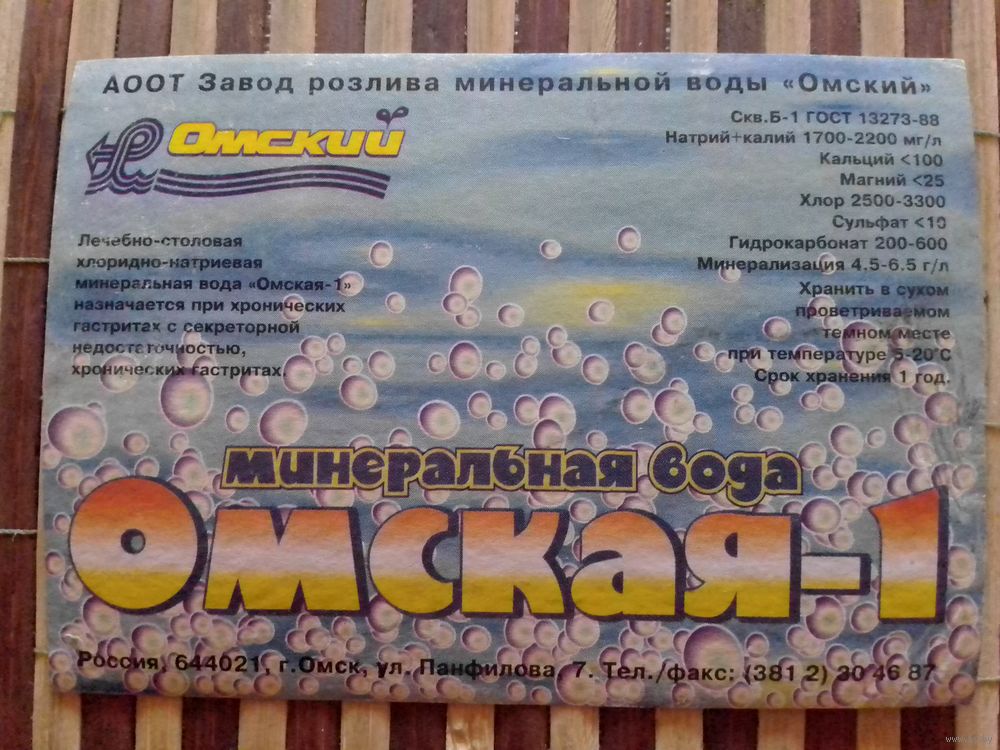 АООТ Завод розлива минеральной воды «Омский»
Омский
Скв.Б-1 ГОСТ 13273-88
Натрий+калий 1700-2200 мг/л
Кальций <100
Магний <25
Хлор 2500-3300
Сульфат <10
Гидрокарбонат 200-600
Минерализация 4.5-6.5 г/л
Хранить в сухом
проветриваемом
темном месте
при температуре 5-20°С
Срок хранения 1 год.
Лечебно-столовая
хлоридно-натриевая
минеральная вода «Омская-1»
назначается при хронических
гастритах с секреторной
недостаточностью,
хронических гастритах.
минеральная вода
Омская-1
Россия, 644021, г.Омск, ул. Панфилова, 7. Тел./факс: (381 2) 30 46 87